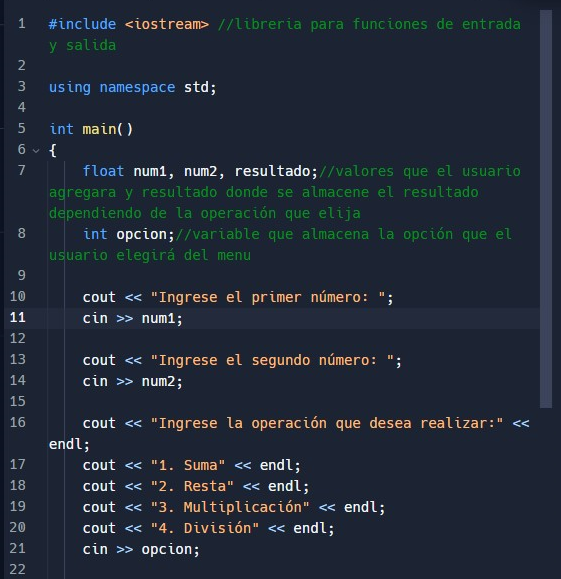 1 #include <iostream> //libreria para funciones de entrada
y salida
2
3 using namespace std;
4
5 int main()
6 {
7 float num1, num2, resultado;//valores que el usuario
agregara y resultado donde se almacene el resultado
dependiendo de la operación que elija
8 int opcion;//variable que almacena la opción que el
usuario elegirá del menu
9
10 cout << "Ingrese el primer número: ";
11 cin >> num1;
12
13 cout << "Ingrese el segundo número: ";
14 cin >> num2;
15
16 cout << "Ingrese la operación que desea realizar:" <<
endl;
17 cout << "1. Suma" << endl;
18 cout << "2. Resta" << endl;
19 cout << "3. Multiplicación" << endl;
20 cout << "4. División" << endl;
21 cin >> opcion;
22